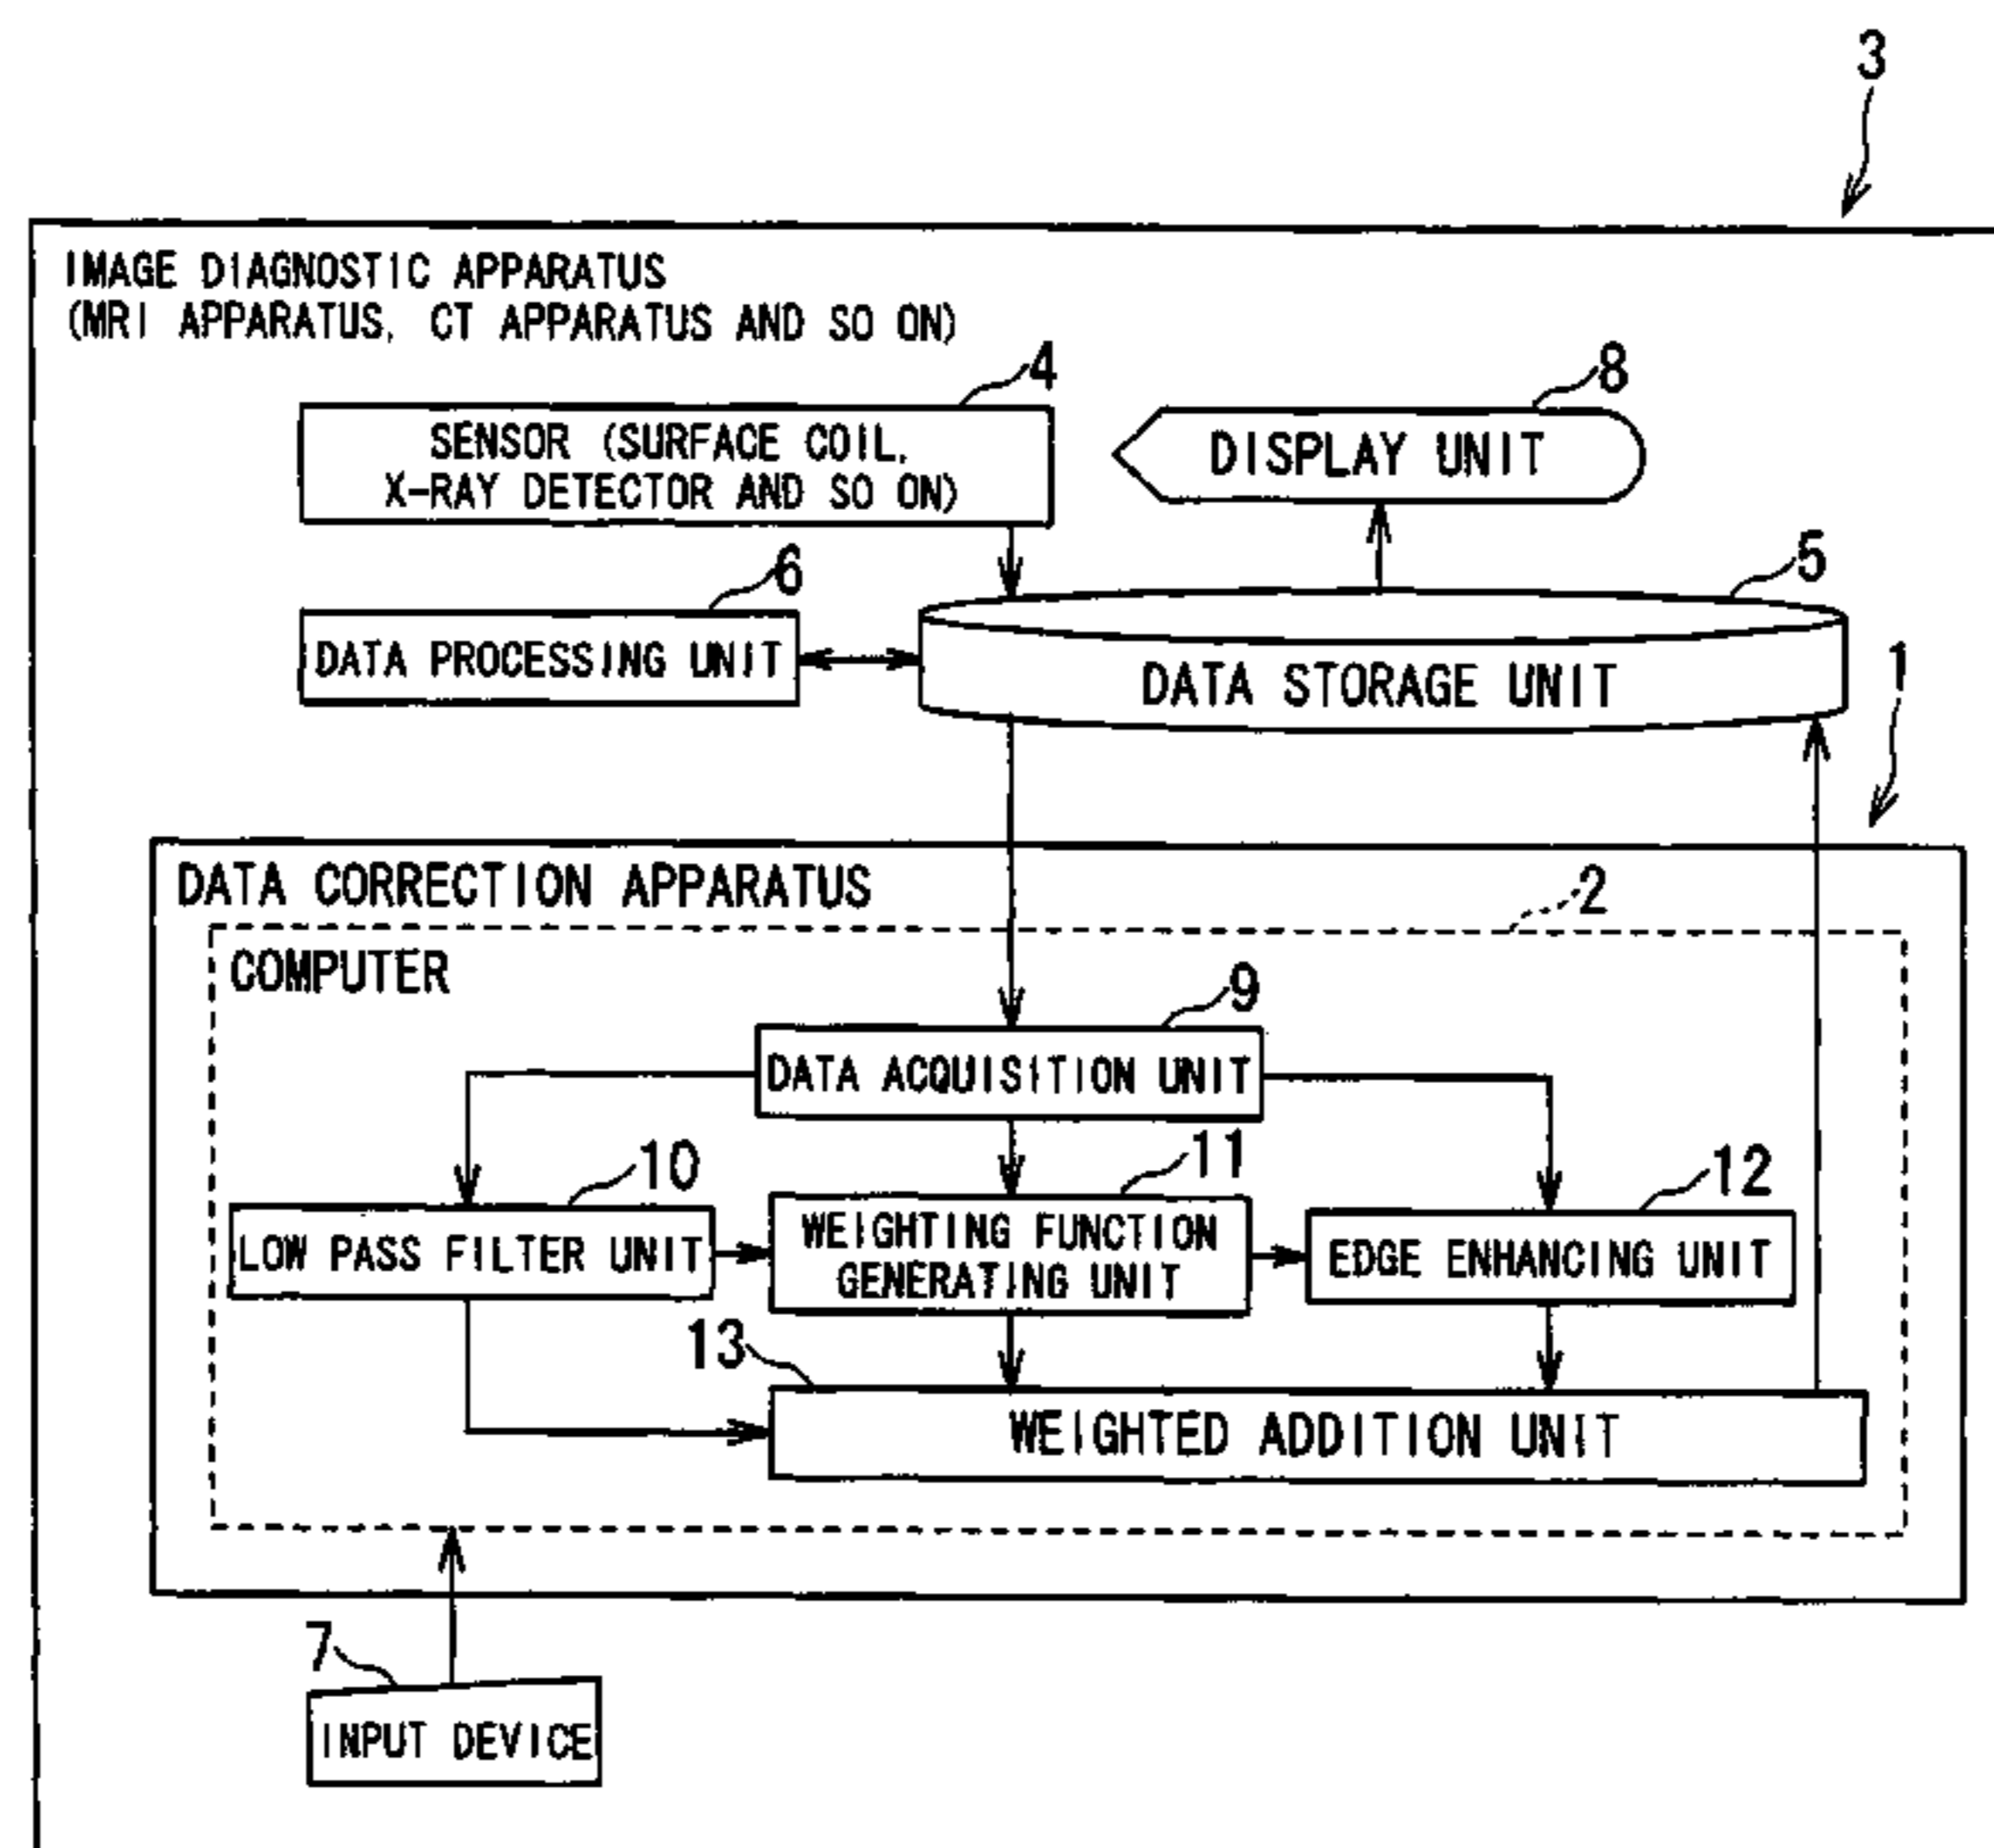 3
IMAGE DIAGNOSTIC APPARATUS
(MRI APPARATUS, CT APPARATUS AND SO ON)
4
SENSOR (SURFACE COIL,
X-RAY DETECTOR AND SO ON)
8
DISPLAY UNIT
6
DATA PROCESSING UNIT
5
DATA STORAGE UNIT
1
DATA CORRECTION APPARATUS
2
COMPUTER
9
DATA ACQUISITION UNIT
10
LOW PASS FILTER UNIT
11
WEIGHTING FUNCTION
GENERATING UNIT
12
EDGE ENHANCING UNIT
13
WEIGHTED ADDITION UNIT
7
INPUT DEVICE